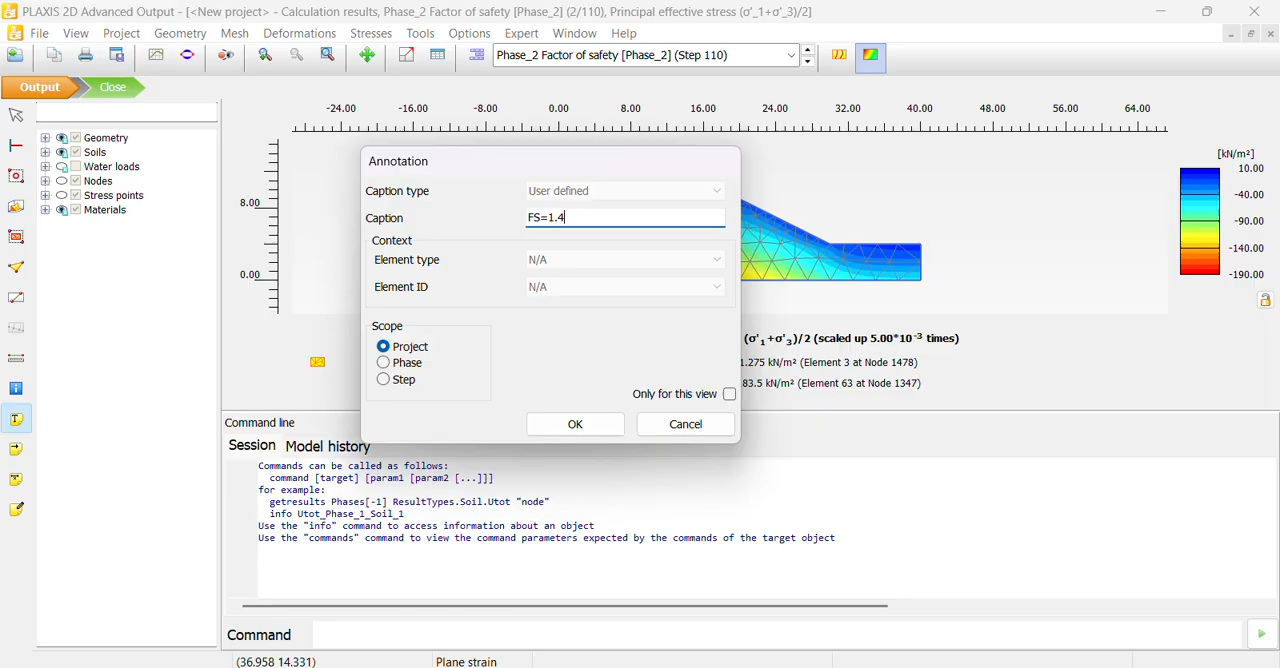 PLAXIS 2D Advanced Output - [<New project> - Calculation results, Phase_2 Factor of safety [Phase_2] (2/110), Principal effective stress (σ'_1+σ'_3)/2]
File View Project Geometry Mesh Deformations Stresses Tools Options Expert Window Help
Phase_2 Factor of safety [Phase_2] (Step 110)
Output Close
-24.00 -16.00 -8.00 0.00 8.00 16.00 24.00 32.00 40.00 48.00 56.00 64.00
Geometry
Soils
Water loads
Nodes
Stress points
Materials
8.00
0.00
Annotation
Caption type User defined
Caption FS=1.4
Context
Element type N/A
Element ID N/A
Scope
Project
Phase
Step
Only for this view
OK Cancel
[kN/m²]
10.00
-40.00
-90.00
-140.00
-190.00
(σ'1+σ'3)/2 (scaled up 5.00*10-3 times)
1.275 kN/m² (Element 3 at Node 1478)
83.5 kN/m² (Element 63 at Node 1347)
Command line
Session Model history
Commands can be called as follows:
command [target] [param1 [param2 [...]]]
for example:
getresults Phases[-1] ResultTypes.Soil.Utot "node"
info Utot_Phase_1_Soil_1
Use the "info" command to access information about an object
Use the "commands" command to view the command parameters expected by the commands of the target object
Command
(36.958 14.331) Plane strain